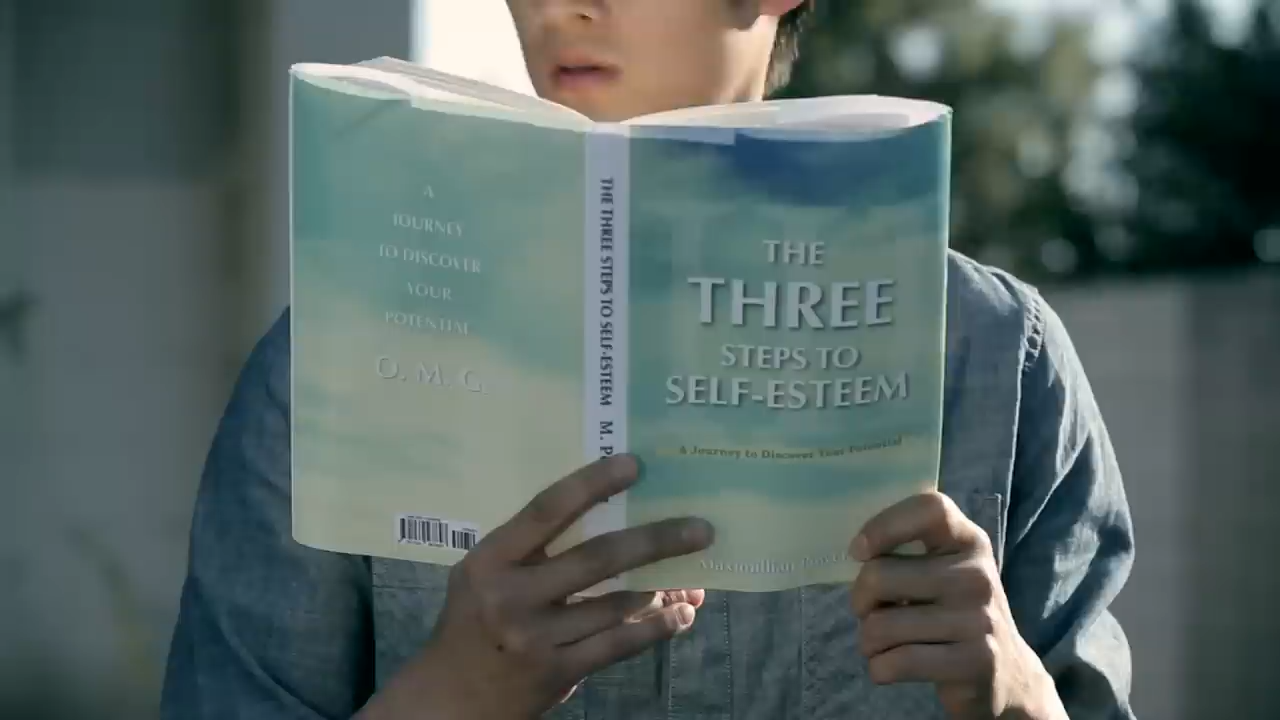 A
JOURNEY
TO DISCOVER
YOUR
POTENTIAL
O. M. G.
THE THREE STEPS TO SELF-ESTEEM M.
THE
THREE
STEPS TO
SELF-ESTEEM
A Journey to Discover Your Potential
Maxmillian